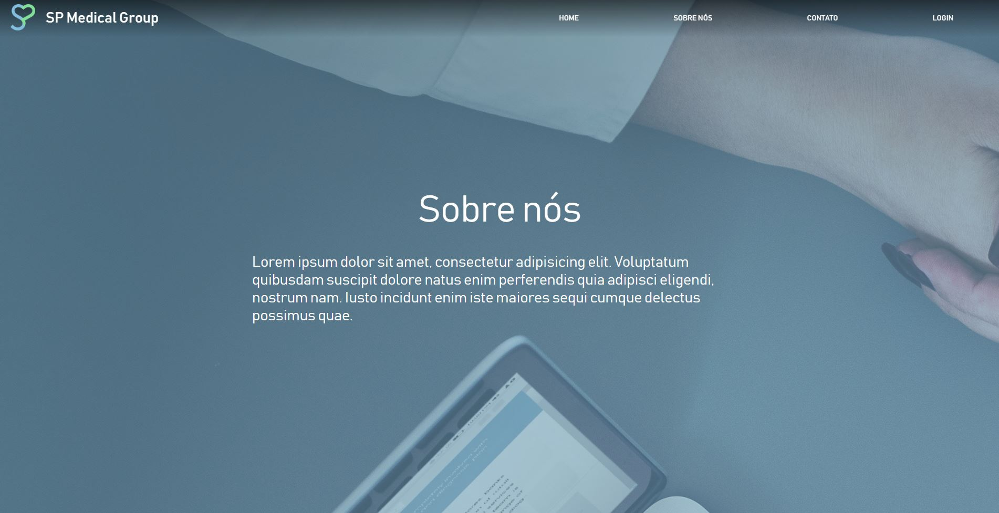 SP Medical Group
HOME
SOBRE NÓS
CONTATO
LOGIN
Sobre nós
Lorem ipsum dolor sit amet, consectetur adipisicing elit. Voluptatum
quibusdam suscipit dolore natus enim perferendis quia adipisci eligendi,
nostrum nam. Iusto incidunt enim iste maiores sequi cumque delectus
possimus quae.